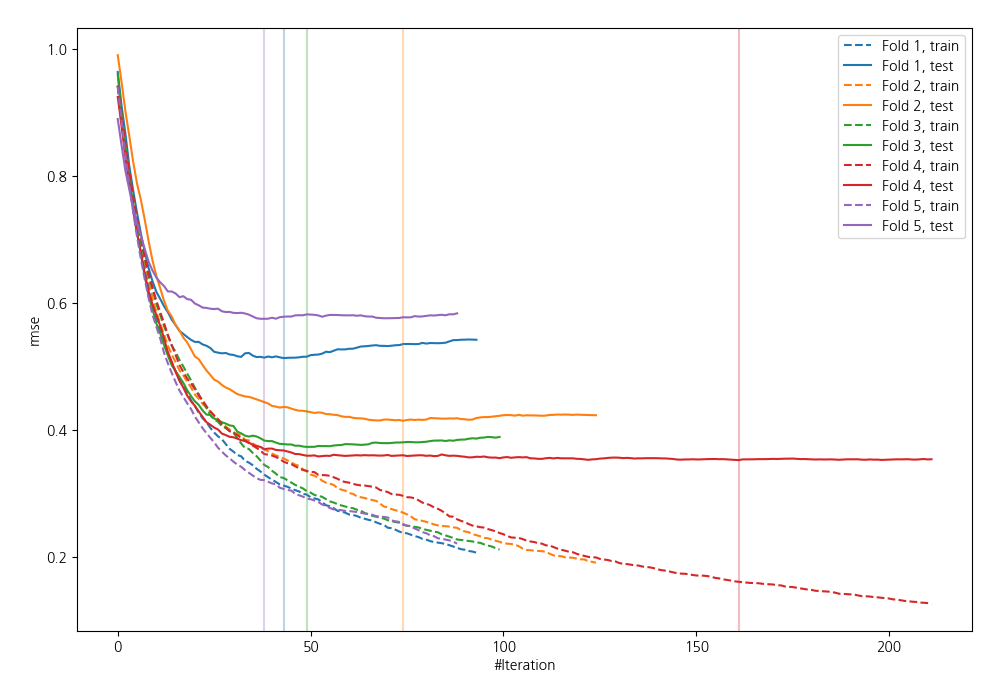 1.0
0.8
0.6
0.4
0.2
rmse
0
50
100
150
200
#Iteration
Fold 1, train
Fold 1, test
Fold 2, train
Fold 2, test
Fold 3, train
Fold 3, test
Fold 4, train
Fold 4, test
Fold 5, train
Fold 5, test